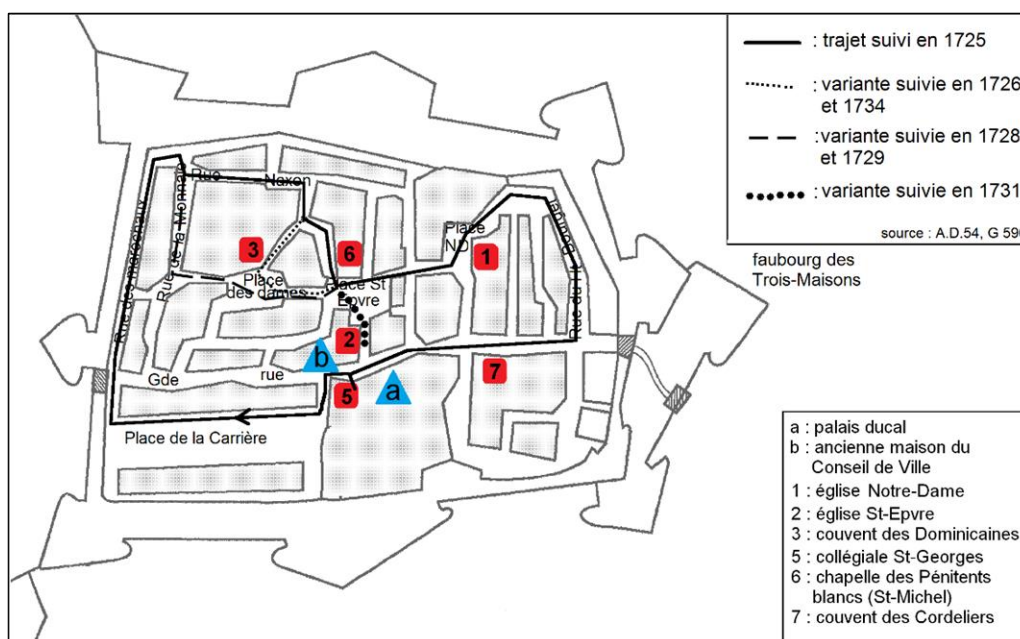 : trajet suivi en 1725
: variante suivie en 1726
et 1734
:variante suivie en 1728
et 1729
: variante suivie en 1731
source : A.D.54, G 590
faubourg des
Trois-Maisons
Rue des maréchaux
Rue de la Monnaie
Rue Naxon
3
6
Place
des dames
Place St
Epvre
Place
ND
1
Rue du Til
2
b
a
7
Gde rue
5
Place de la Carrière
a : palais ducal
b : ancienne maison du
Conseil de Ville
1 : église Notre-Dame
2 : église St-Epvre
3 : couvent des Dominicaines
5 : collégiale St-Georges
6 : chapelle des Pénitents
blancs (St-Michel)
7 : couvent des Cordeliers